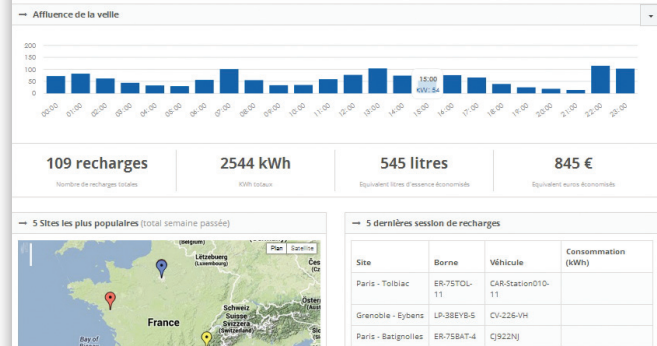 → Affluence de la veille
200
150
100
50
0
15:00
KW: 54
00:00 01:00 02:00 03:00 04:00 05:00 06:00 07:00 08:00 09:00 10:00 11:00 12:00 13:00 14:00 15:00 16:00 17:00 18:00 19:00 20:00 21:00 22:00 23:00
109 recharges 2544 kWh 545 litres 845 €
Nombre de recharges totales KWh totaux Equivalent litres d'essence économisés Equivalent euros économisés
→ 5 Sites les plus populaires (total semaine passée)
(Belgium)
Plan Satellite
Lëtzebuerg
(Luxembourg)
Schweiz
Suisse
Svizzera
(Switzerland)
France
Bay of
→ 5 dernières session de recharges
Site Borne Véhicule Consommation
(kWh)
Paris - Tolbiac ER-75TOL- CAR-Station010-
11 11
Grenoble - Eybens LP-38EYB-5 CV-226-VH
Paris - Batignolles ER-75BAT-4 CJ922NJ